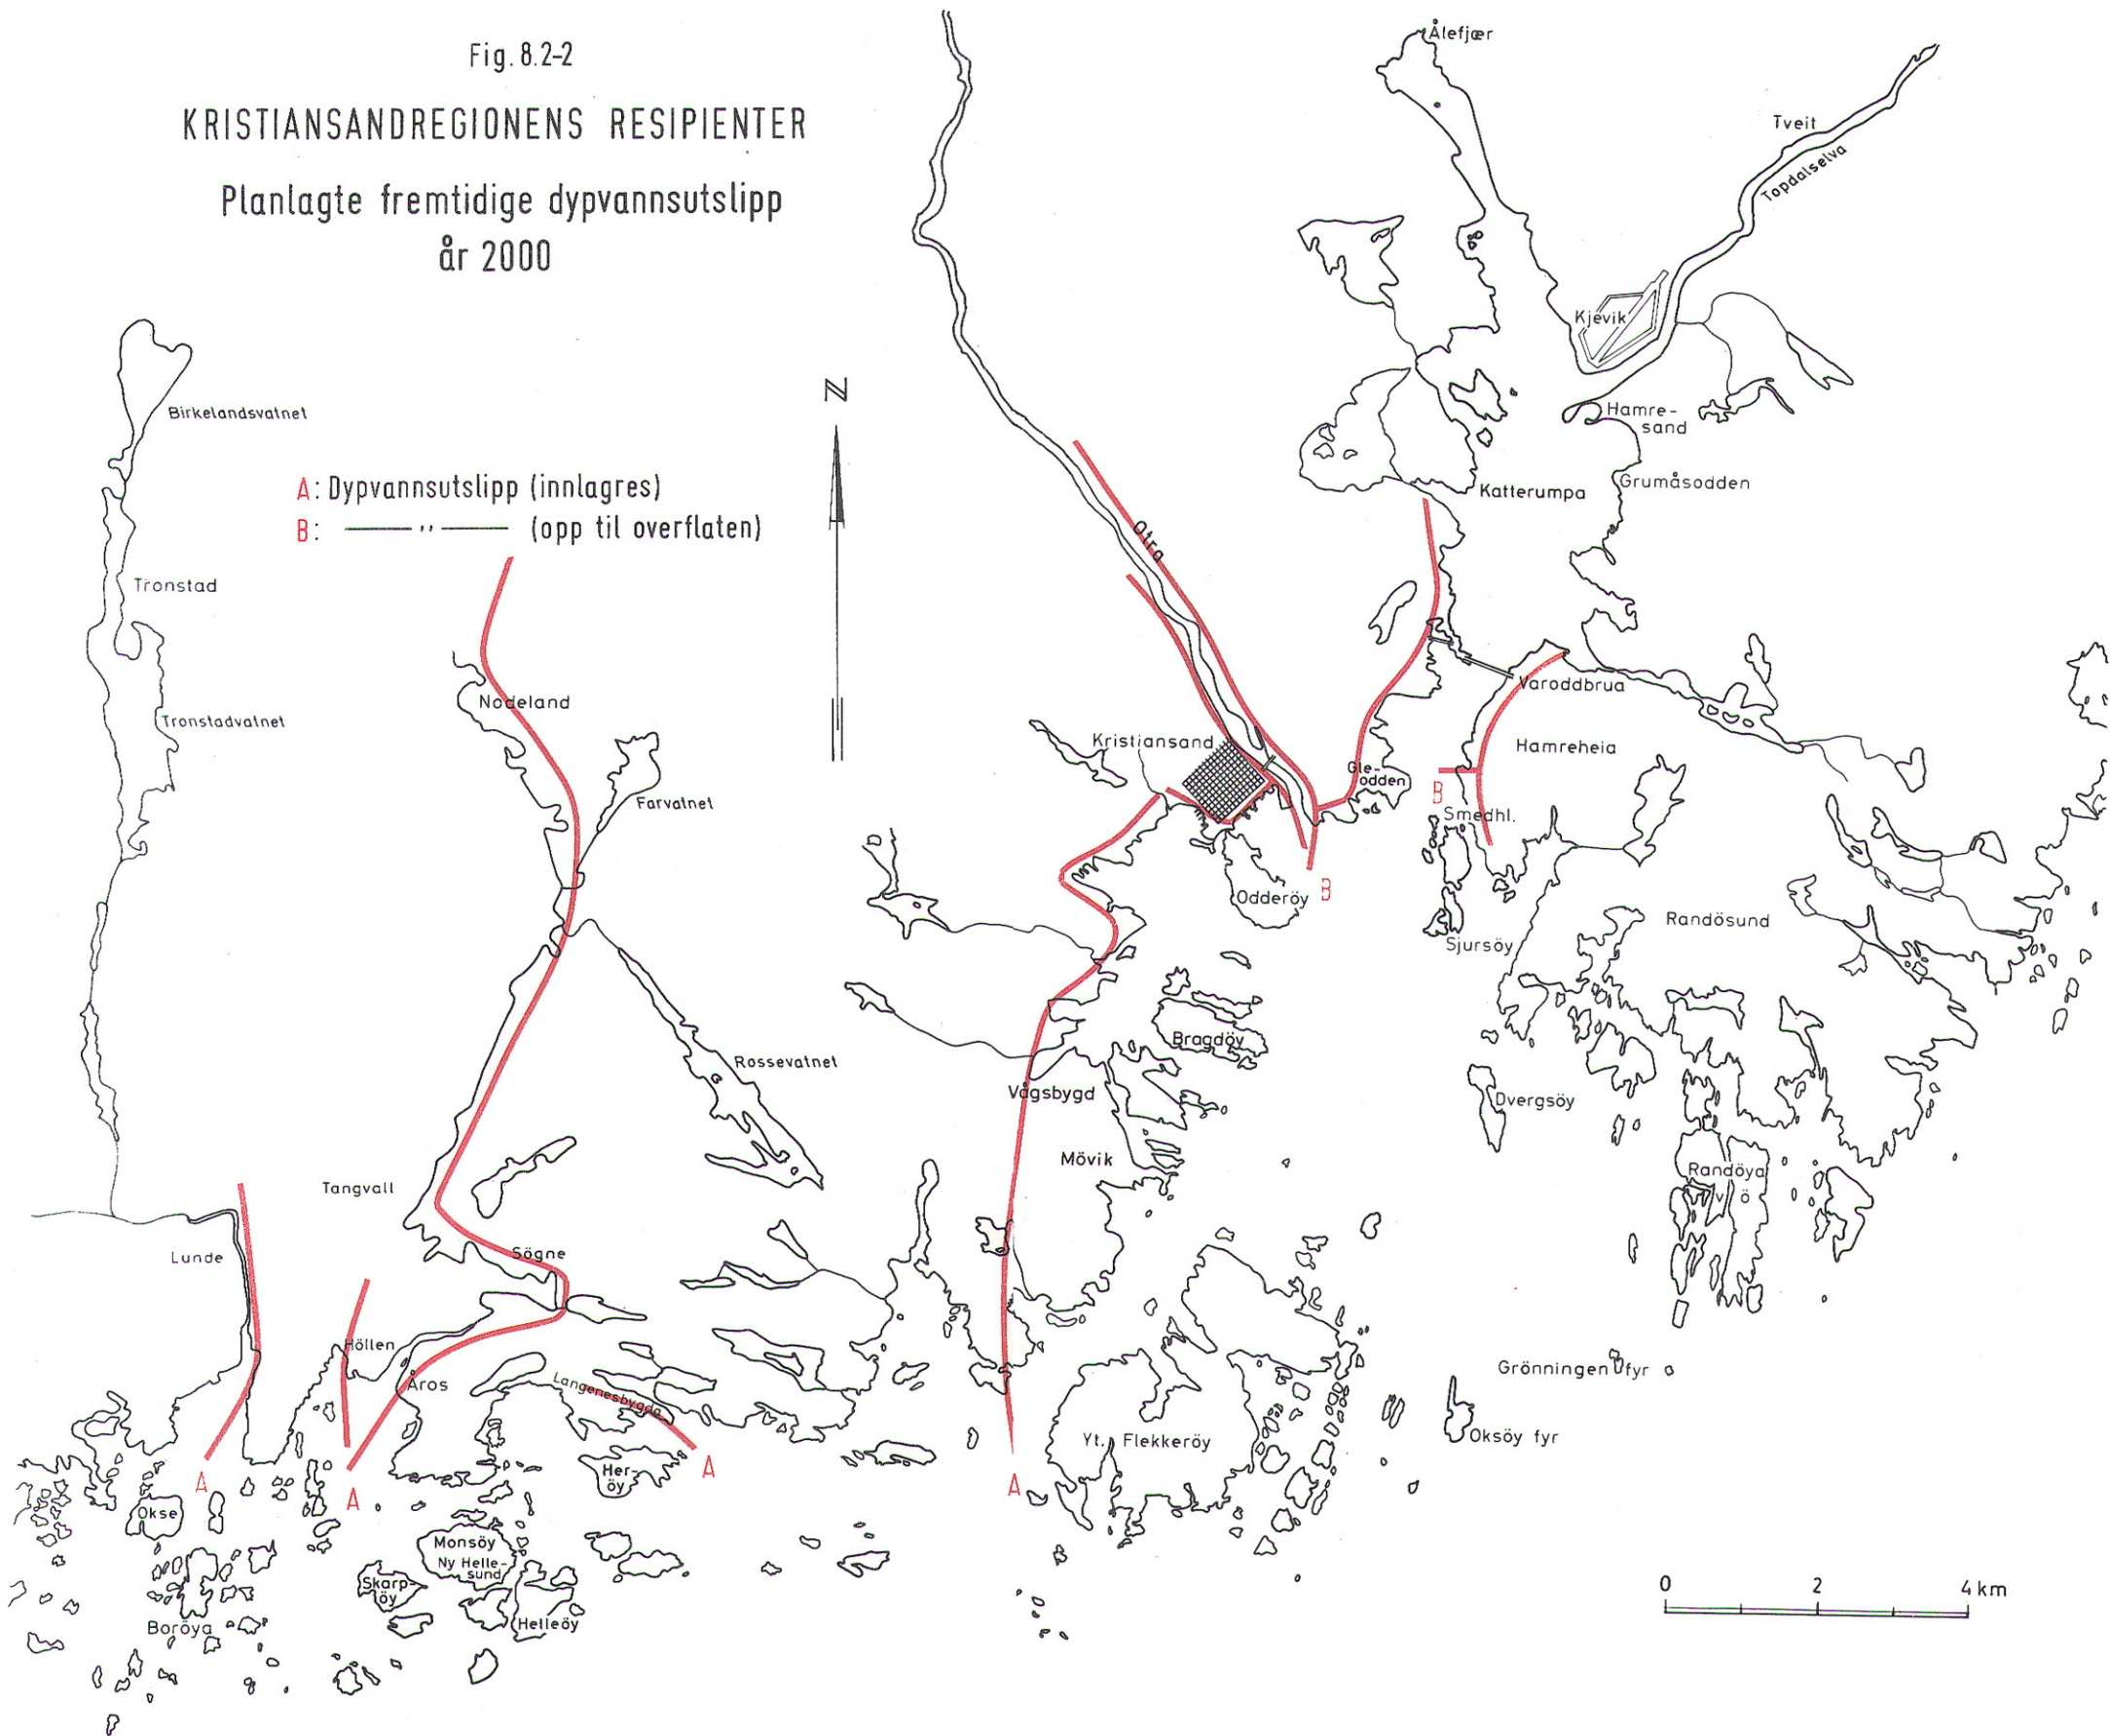 Fig. 8.2-2
KRISTIANSANDREGIONENS RESIPIENTER
Planlagte fremtidige dypvannsutslipp
år 2000
A: Dypvannsutslipp (innlagres)
B: —— ,, —— (opp til overflaten)
N
Ålefjær
Tveit
Topdalselva
Kjevik
Birkelandsvatnet
Hamre-
sand
Katterumpa
Grumåsodden
Otra
Tronstad
Nodeland
Varoddbrua
Tronstadvatnet
Kristiansand
Hamreheia
Farvatnet
Gle-
odden
B
Smedhl.
Odderöy
B
Randösund
Sjursöy
Bragdöy
Rossevatnet
Vågsbygd
Dvergsöy
Mövik
Randöya
v ö
Tangvall
Lunde
Sögne
Höllen
Åros
Langenesbygda
Grönningen fyr
Oksöy fyr
Yt. Flekkeröy
A
A
Her-
öy
A
A
Okse
Monsöy
Ny Helle-
sund
Skarp-
öy
Helleöy
Boröya
0 2 4 km